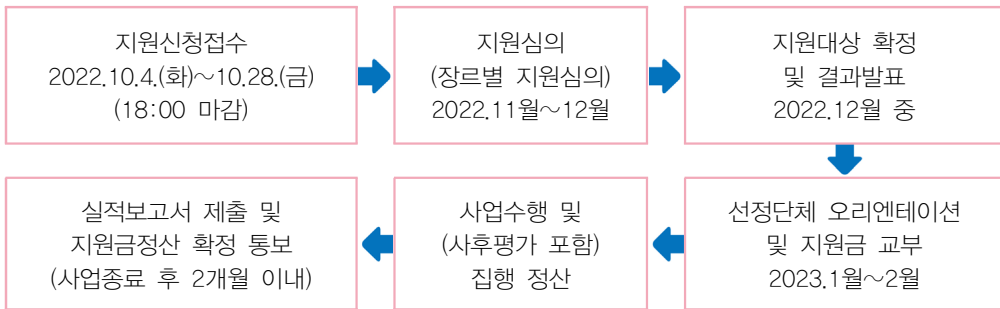 지원신청접수
2022.10.4.(화)～10.28.(금)
(18:00 마감)
지원심의
(장르별 지원심의)
2022.11월～12월
지원대상 확정
및 결과발표
2022.12월 중
선정단체 오리엔테이션
및 지원금 교부
2023.1월～2월
사업수행 및
(사후평가 포함)
집행 정산
실적보고서 제출 및
지원금정산 확정 통보
(사업종료 후 2개월 이내)